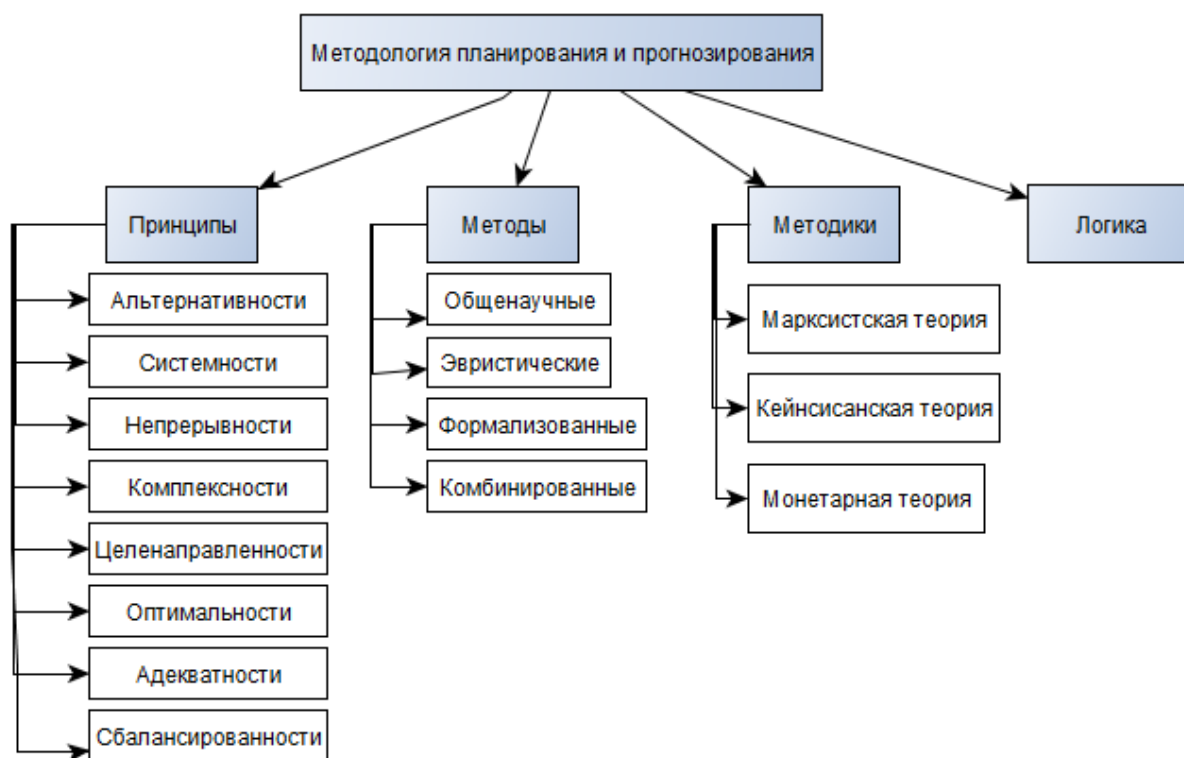 Методология планирования и прогнозирования
Принципы
Альтернативности
Системности
Непрерывности
Комплексности
Целенаправленности
Оптимальности
Адекватности
Сбалансированности
Методы
Общенаучные
Эвристические
Формализованные
Комбинированные
Методики
Марксистская теория
Кейнсисанская теория
Монетарная теория
Логика